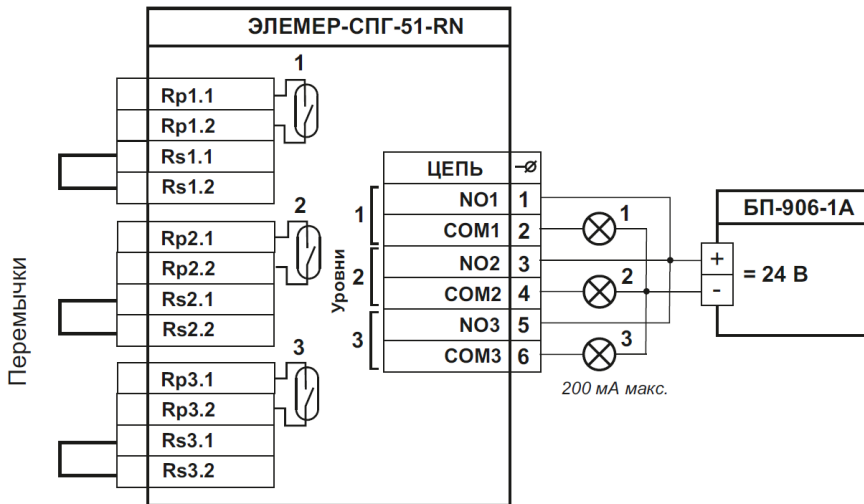 ЭЛЕМЕР-СПГ-51-RN
1
Rp1.1
Rp1.2
Rs1.1
Rs1.2
2
Rp2.1
Rp2.2
Rs2.1
Rs2.2
3
Rp3.1
Rp3.2
Rs3.1
Rs3.2
Перемычки
Уровни
1
2
3
ЦЕПЬ
NO1 1
COM1 2
NO2 3
COM2 4
NO3 5
COM3 6
1
2
3
200 мА макс.
БП-906-1А
+
-
= 24 В